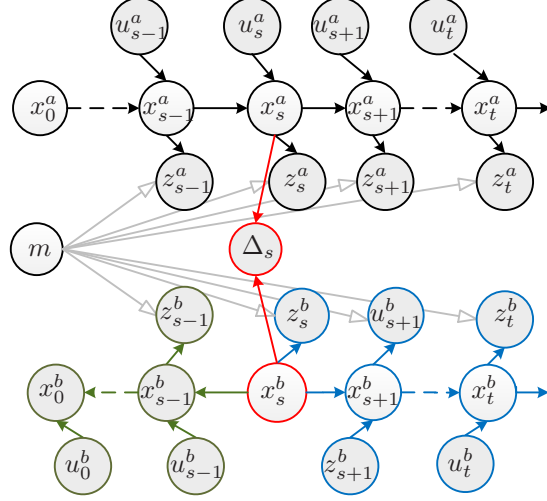 u^a_{s−1} u^a_s u^a_{s+1} u^a_t
x^a_0 x^a_{s−1} x^a_s x^a_{s+1} x^a_t
z^a_{s−1} z^a_s z^a_{s+1} z^a_t
m Δ_s
z^b_{s−1} z^b_s u^b_{s+1} z^b_t
x^b_0 x^b_{s−1} x^b_s x^b_{s+1} x^b_t
u^b_0 u^b_{s−1} z^b_{s+1} u^b_t